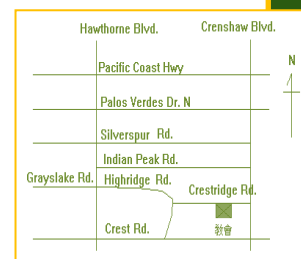 Hawthorne Blvd.
Crenshaw Blvd.
N
Pacific Coast Hwy
Palos Verdes Dr. N
Silverspur Rd.
Indian Peak Rd.
Grayslake Rd.
Highridge Rd.
Crestridge Rd.
Crest Rd.
教會